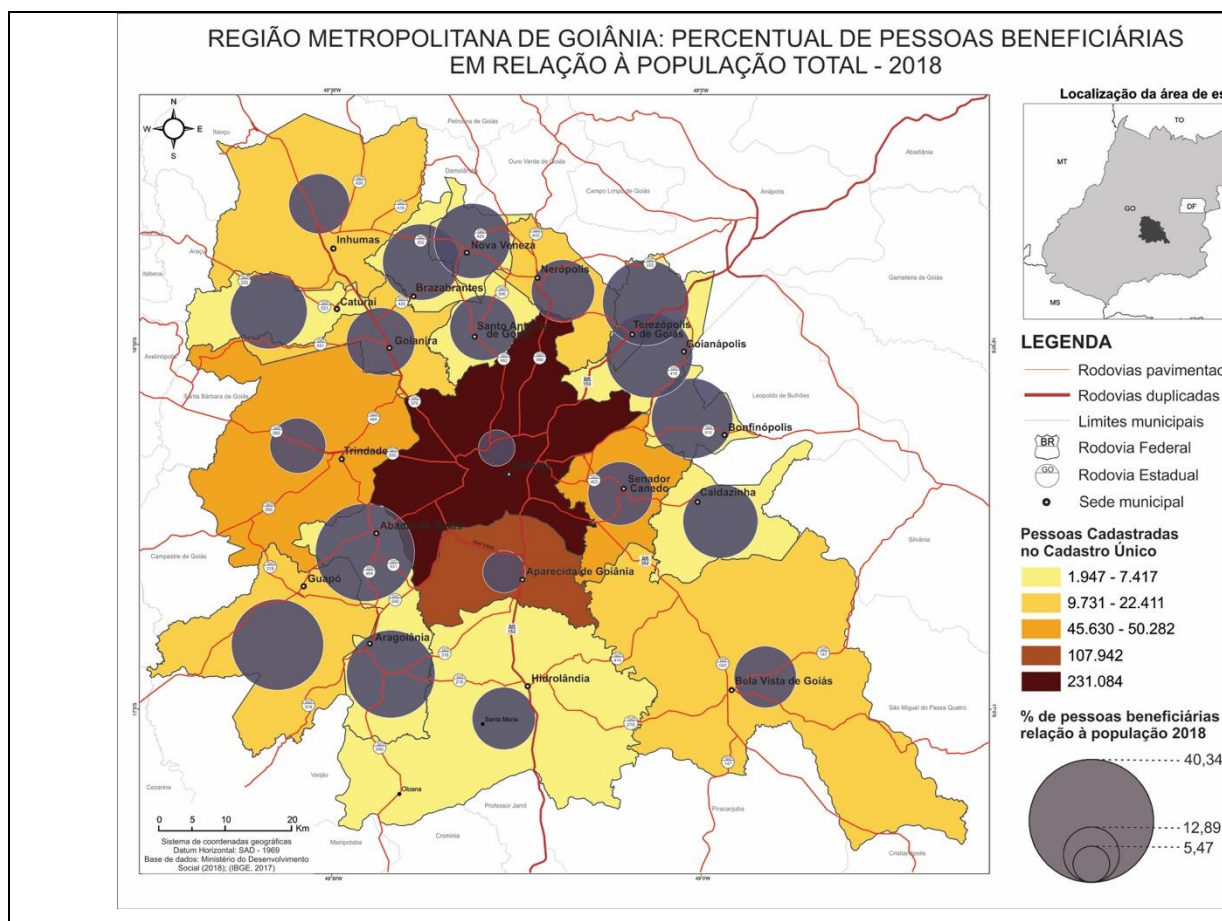 REGIÃO METROPOLITANA DE GOIÂNIA: PERCENTUAL DE PESSOAS BENEFICIÁRIAS
EM RELAÇÃO À POPULAÇÃO TOTAL - 2018
N
W
E
S
Itauçu
Petrolina de Goiás
Ouro Verde de Goiás
Damolândia
Campo Limpo de Goiás
Anápolis
Abadiânia
Araçu
Itaberaí
Gameleira de Goiás
Inhumas
Nova Veneza
Nerópolis
Brazabrantes
Caturaí
Santo Antônio
de Goiás
Goianira
Terezópolis
de Goiás
Goianápolis
Avelinópolis
Leopoldo de Bulhões
Santa Bárbara de Goiás
BR
153
Bonfinópolis
Trindade
Senador
Canedo
Caldazinha
Abadia de Goiás
Silvânia
Campestre de Goiás
Guapó
Aparecida de Goiânia
Aragoiânia
BR
153
Hidrolândia
Bela Vista de Goiás
Santa Maria
São Miguel do Passa Quatro
Cezarina
Varjão
Oloana
Professor Jamil
Piracanjuba
Mairipotaba
Cromínia
Cristianópolis
0 5 10 20
Km
Sistema de coordenadas geográficas
Datum Horizontal: SAD - 1969
Base de dados: Ministério do Desenvolvimento
Social (2018); (IBGE, 2017)
Localização da área de es
TO
MT
GO
DF
MS
LEGENDA
Rodovias pavimentad
Rodovias duplicadas
Limites municipais
BR
Rodovia Federal
GO
Rodovia Estadual
Sede municipal
Pessoas Cadastradas
no Cadastro Único
1.947 - 7.417
9.731 - 22.411
45.630 - 50.282
107.942
231.084
% de pessoas beneficiárias
relação à população 2018
40,34
12,89
5,47